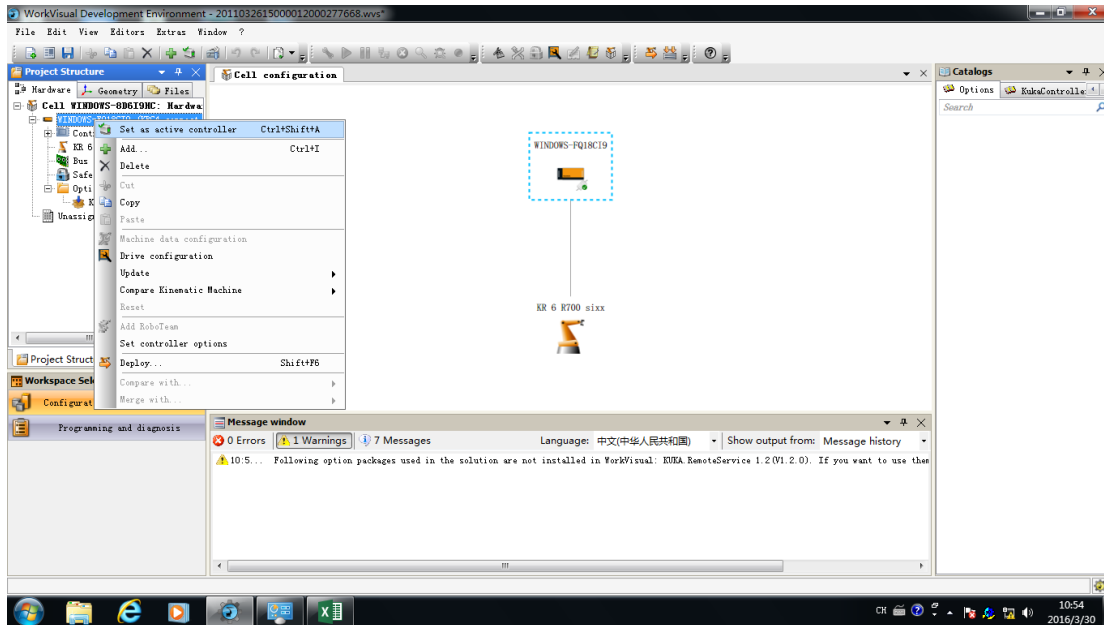 WorkVisual Development Environment - 2011032615000012000277668.wvs*
File Edit View Editors Extras Window ?
Project Structure
Hardware Geometry Files
Cell WINDOWS-8D6I9HC: Hardwa
Cont
KR 6
Bus
Safe
Opti
K
Unassig
Set as active controller Ctrl+Shift+A
Add... Ctrl+I
Delete
Cut
Copy
Paste
Machine data configuration
Drive configuration
Update
Compare Kinematic Machine
Reset
Add RoboTeam
Set controller options
Deploy... Shift+F6
Compare with...
Merge with...
Project Struct
Workspace Sel
Configurat
Programming and diagnosis
Cell configuration
WINDOWS-FQ18CI9
KR 6 R700 sixx
Catalogs
Options KukaControlle
Search
Message window
0 Errors 1 Warnings 7 Messages Language: 中文(中华人民共和国) Show output from: Message history
10:5... Following option packages used in the solution are not installed in WorkVisual: KUKA.RemoteService 1.2(V1.2.0). If you want to use them
CH
10:54
2016/3/30